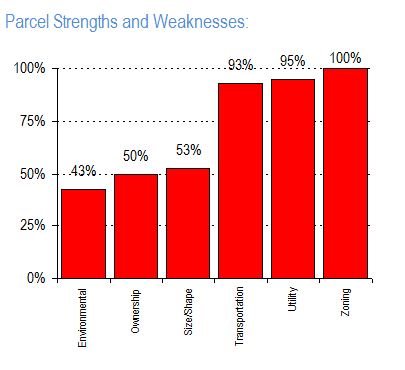 Parcel Strengths and Weaknesses:
100%
75%
50%
25%
0%
43%
50%
53%
93%
95%
100%
Environmental
Ownership
Size/Shape
Transportation
Utility
Zoning